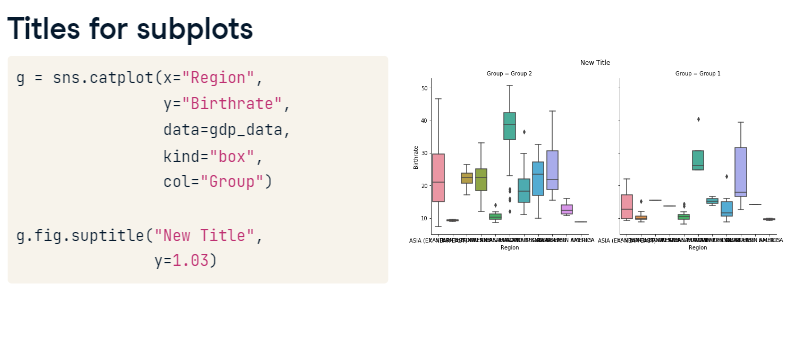 Titles for subplots
g = sns.catplot(x="Region",
y="Birthrate",
data=gdp_data,
kind="box",
col="Group")
g.fig.suptitle("New Title",
y=1.03)
New Title
Group = Group 2
Group = Group 1
50
40
30
20
10
Birthrate
ASIA (EX
ASIA (EX
Region
Region